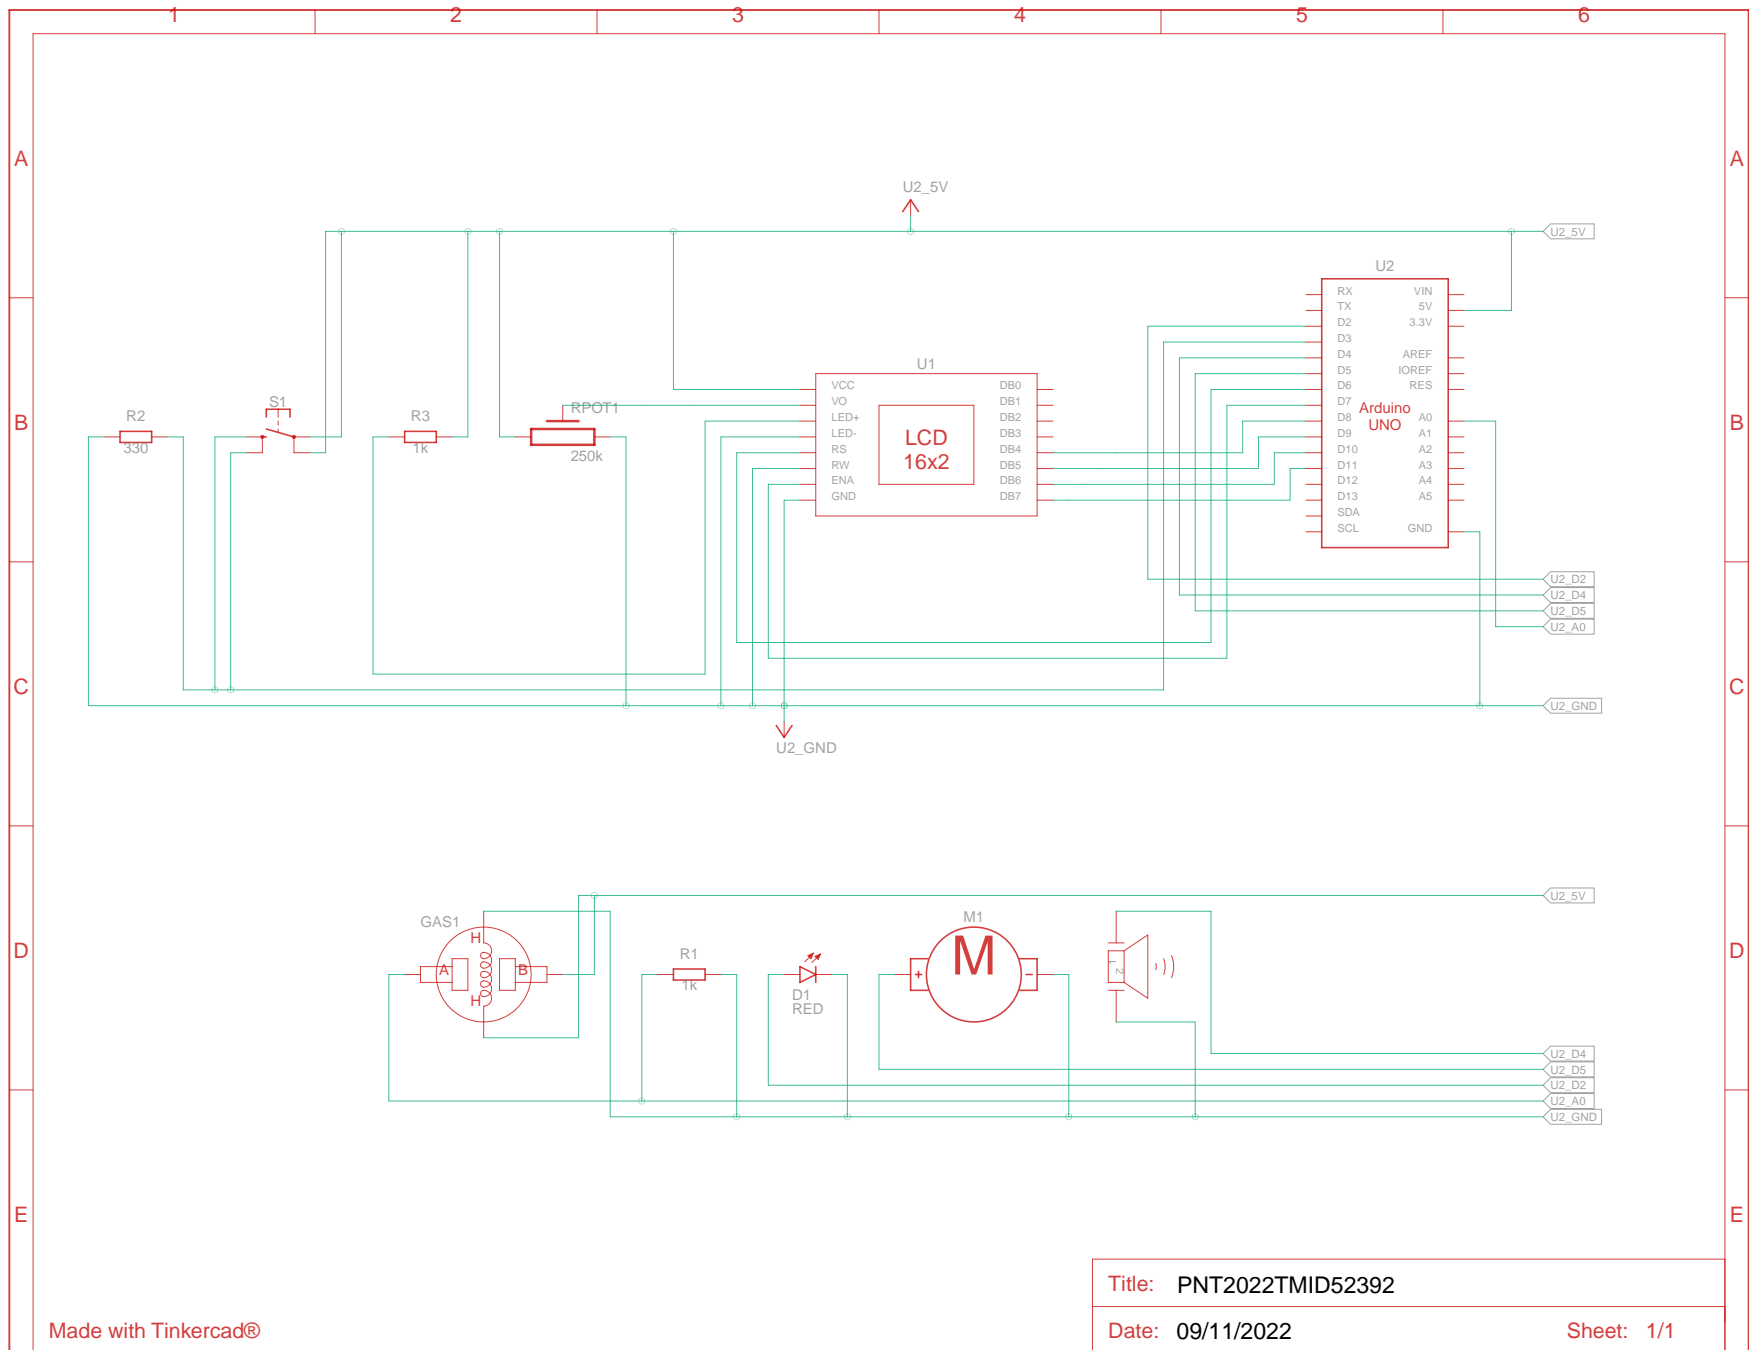 1 2 3 4 5 6
A A
U2_5V
U2_5V
U2
RX VIN
TX 5V
D2 3.3V
D3
D4 AREF
D5 IOREF
D6 RES
D7
D8 A0
D9 A1
D10 A2
D11 A3
D12 A4
D13 A5
SDA
SCL GND
Arduino
UNO
U1
VCC DB0
VO DB1
LED+ DB2
LED- DB3
RS DB4
RW DB5
ENA DB6
GND DB7
LCD
16x2
B B
R2
330
S1
R3
1k
RPOT1
250k
U2_D2
U2_D4
U2_D5
U2_A0
C C
U2_GND
U2_GND
U2_5V
D D
GAS1
H
A B
H
R1
1k
D1
RED
M1
M
+ -
1 2
U2_D4
U2_D5
U2_D2
U2_A0
U2_GND
E E
Title: PNT2022TMID52392
Made with Tinkercad®
Date: 09/11/2022 Sheet: 1/1